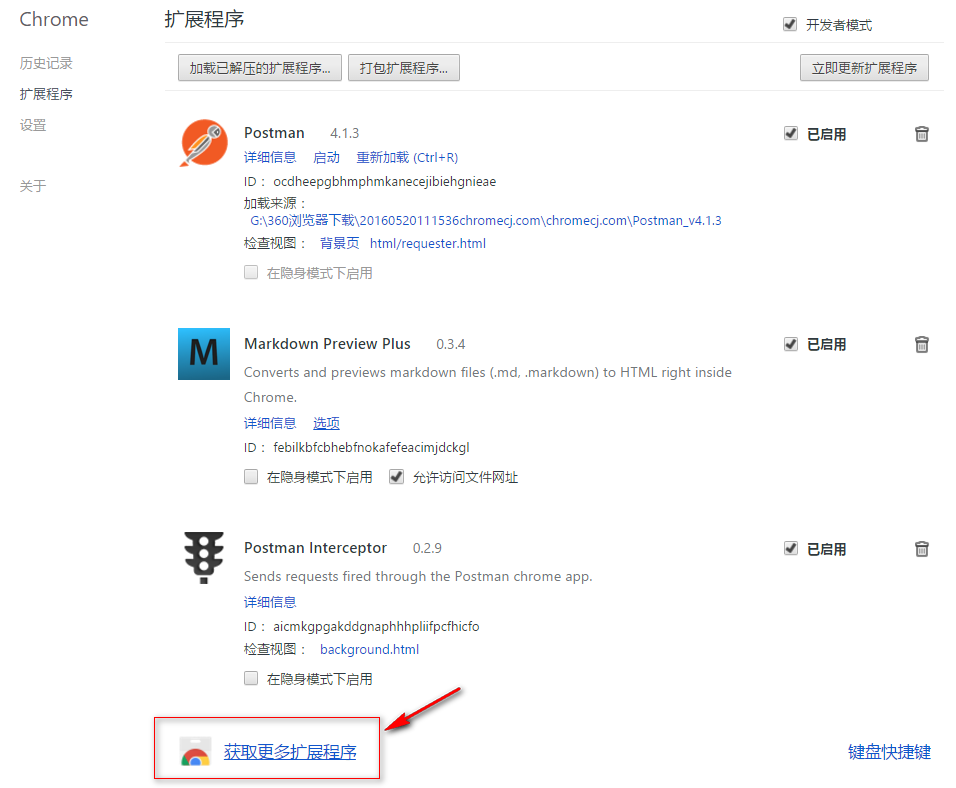 Chrome
扩展程序
开发者模式
历史记录
扩展程序
设置
关于
加载已解压的扩展程序... 打包扩展程序... 立即更新扩展程序
Postman 4.1.3 已启用
详细信息 启动 重新加载 (Ctrl+R)
ID： ocdheepgbhmphmkanecejibiehgnieae
加载来源：
G:\360浏览器下载\20160520111536chromecj.com\chromecj.com\Postman_v4.1.3
检查视图： 背景页 html/requester.html
在隐身模式下启用
M
Markdown Preview Plus 0.3.4 已启用
Converts and previews markdown files (.md, .markdown) to HTML right inside
Chrome.
详细信息 选项
ID： febilkbfcbhebfnokafefeacimjdckgl
在隐身模式下启用 允许访问文件网址
Postman Interceptor 0.2.9 已启用
Sends requests fired through the Postman chrome app.
详细信息
ID： aicmkgpgakddgnaphhhpliifpcfhicfo
检查视图： background.html
在隐身模式下启用
获取更多扩展程序 键盘快捷键